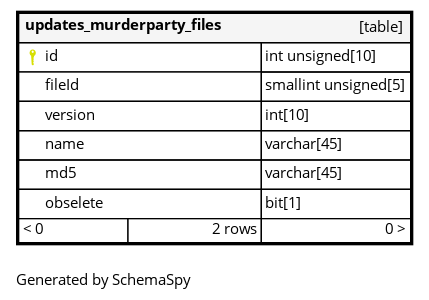 updates_murderparty_files [table]
id int unsigned[10]
fileId smallint unsigned[5]
version int[10]
name varchar[45]
md5 varchar[45]
obselete bit[1]
< 0 2 rows 0 >
Generated by SchemaSpy